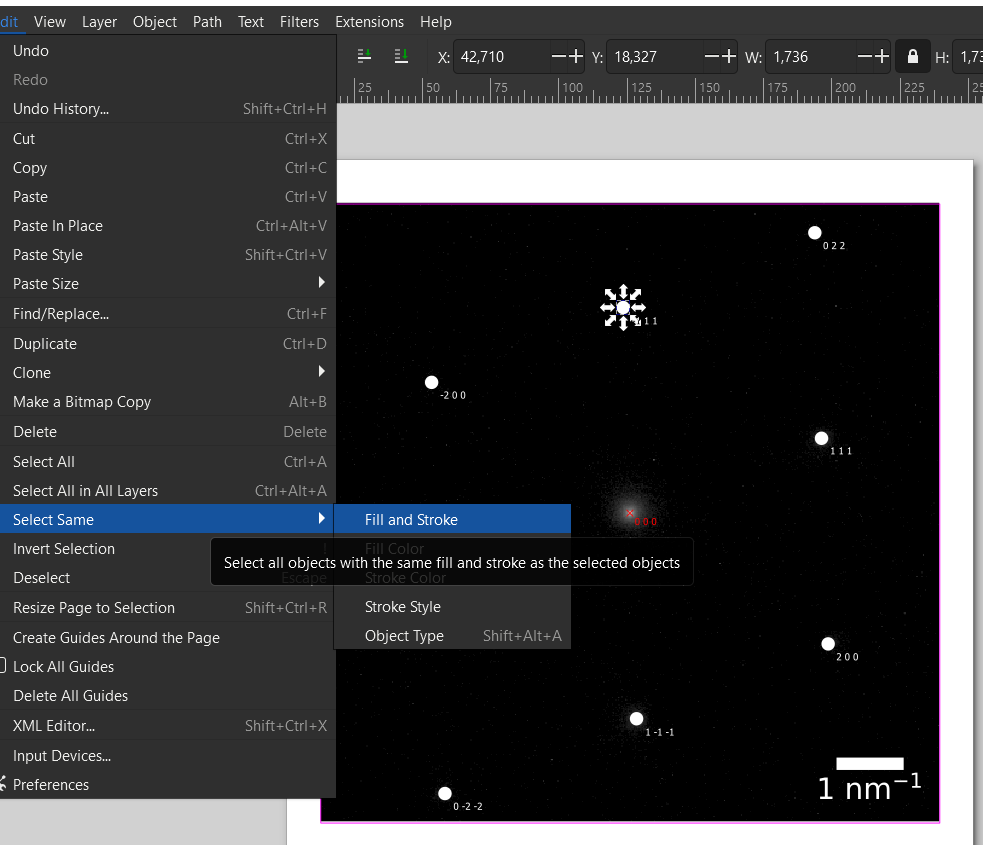 dit View Layer Object Path Text Filters Extensions Help
X: 42,710 Y: 18,327 W: 1,736 H: 1,73
25 50 75 100 125 150 175 200 225 25
Undo
Redo
Undo History... Shift+Ctrl+H
Cut Ctrl+X
Copy Ctrl+C
Paste Ctrl+V
Paste In Place Ctrl+Alt+V
Paste Style Shift+Ctrl+V
Paste Size
Find/Replace... Ctrl+F
Duplicate Ctrl+D
Clone
Make a Bitmap Copy Alt+B
Delete Delete
Select All Ctrl+A
Select All in All Layers Ctrl+Alt+A
Select Same
Invert Selection !
Deselect Escape
Resize Page to Selection Shift+Ctrl+R
Create Guides Around the Page
Lock All Guides
Delete All Guides
XML Editor... Shift+Ctrl+X
Input Devices...
Preferences
Fill and Stroke
Fill Color
Stroke Color
Stroke Style
Object Type Shift+Alt+A
Select all objects with the same fill and stroke as the selected objects
0 2 2
1 1
-2 0 0
1 1 1
0 0 0
2 0 0
1 -1 -1
0 -2 -2
1 nm⁻¹